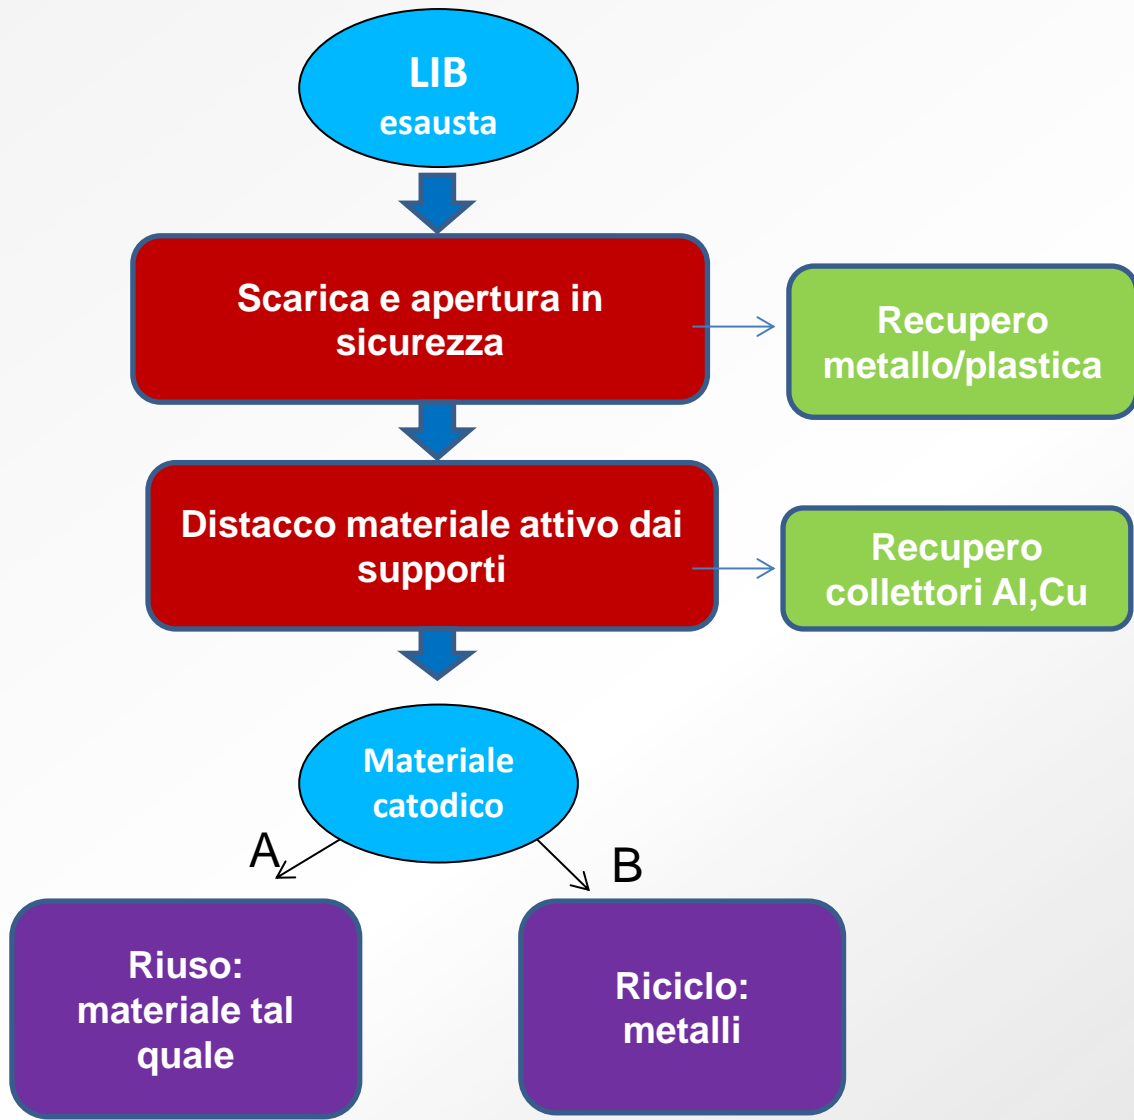 LIB
esausta
Scarica e apertura in
sicurezza
Recupero
metallo/plastica
Distacco materiale attivo dai
supporti
Recupero
collettori Al,Cu
Materiale
catodico
A
B
Riuso:
materiale tal
quale
Riciclo:
metalli